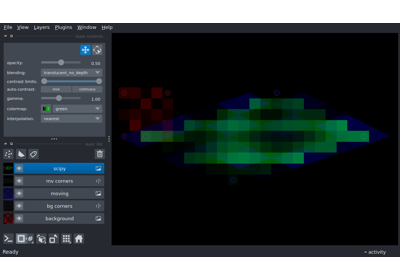 File View Layers Plugins Window Help
opacity: 0.50
blending: translucent_no_depth
contrast limits:
auto-contrast: once continuous
gamma: 1.00
colormap: green
interpolation: nearest
scipy
mv corners
moving
bg corners
background
Ready
activity